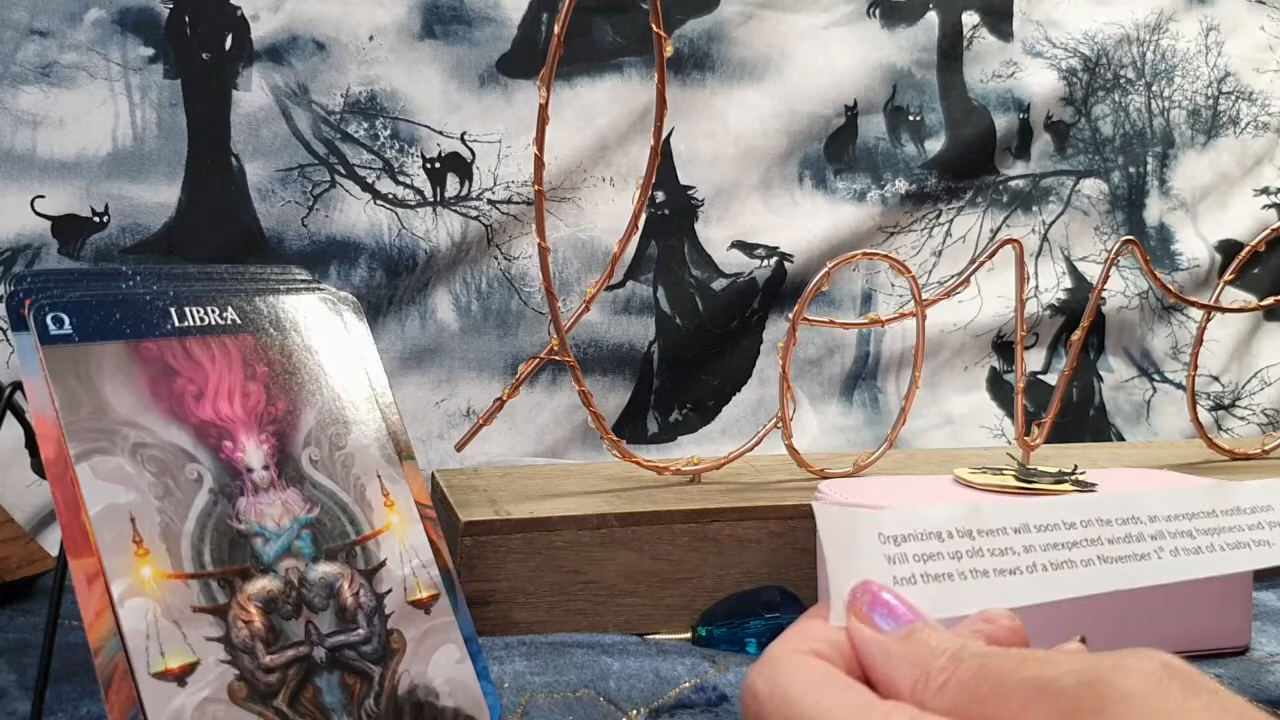 LIBRA
Love
Organizing a big event will soon be on the cards, an unexpected notification
Will open up old scars, an unexpected windfall will bring happiness and joy
And there is the news of a birth on November 1st of that of a baby boy.